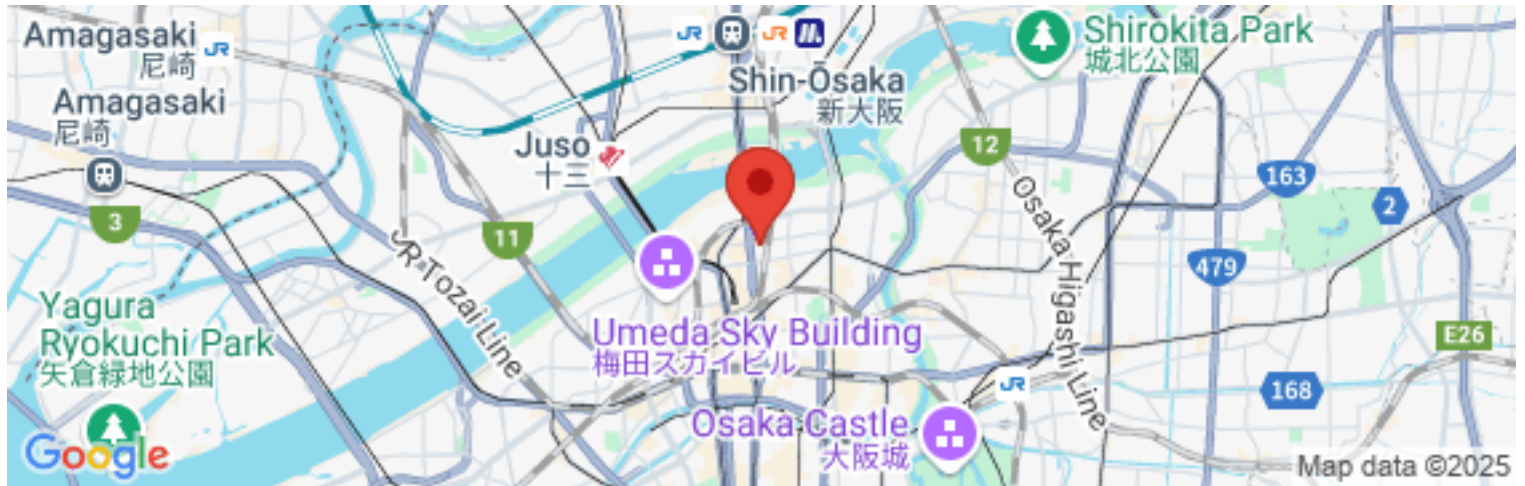 Amagasaki
尼崎
JR
JR
JR
Shin-Ōsaka
新大阪
Shirokita Park
城北公園
Amagasaki
尼崎
Juso
十三
12
163
2
3
11
479
JR Tozai Line
Osaka Higashi Line
Yagura
Ryokuchi Park
矢倉緑地公園
Umeda Sky Building
梅田スカイビル
E26
JR
168
Osaka Castle
大阪城
Google
Map data ©2025